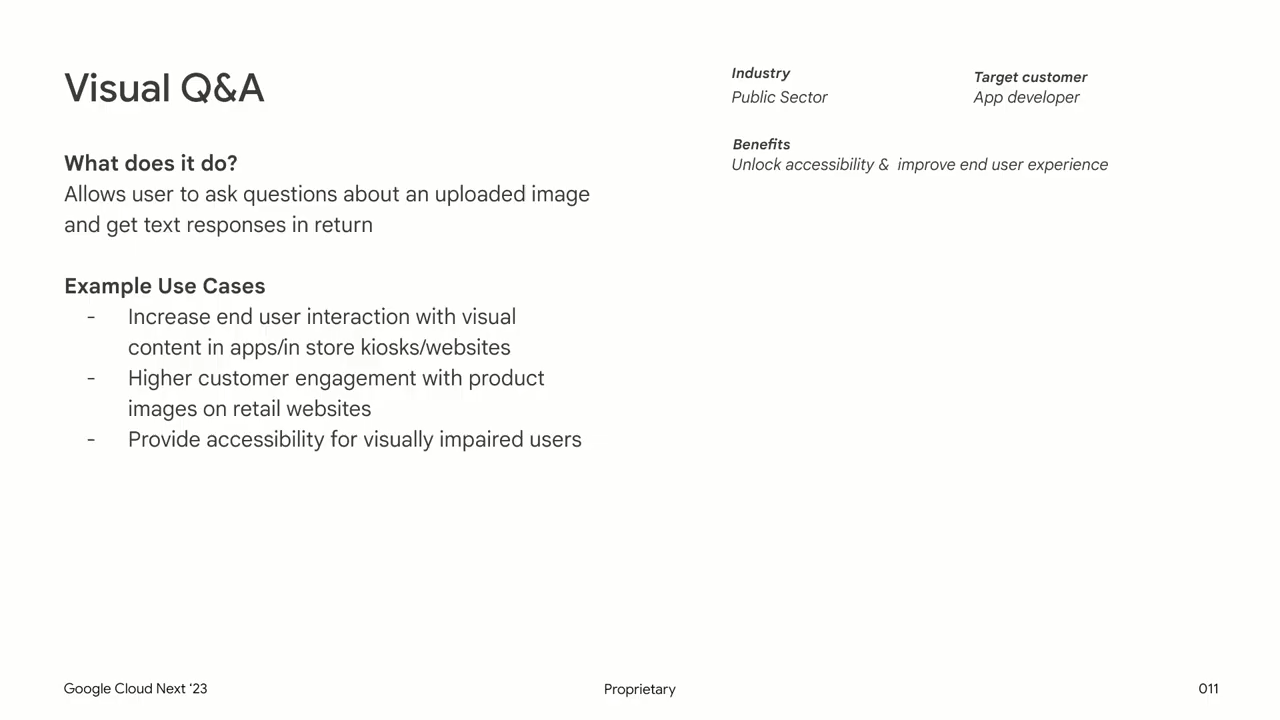 Visual Q&A
What does it do?
Allows user to ask questions about an uploaded image
and get text responses in return
Example Use Cases
- Increase end user interaction with visual
content in apps/in store kiosks/websites
- Higher customer engagement with product
images on retail websites
- Provide accessibility for visually impaired users
Industry
Public Sector
Target customer
App developer
Benefits
Unlock accessibility & improve end user experience
Google Cloud Next ‘23
Proprietary
011